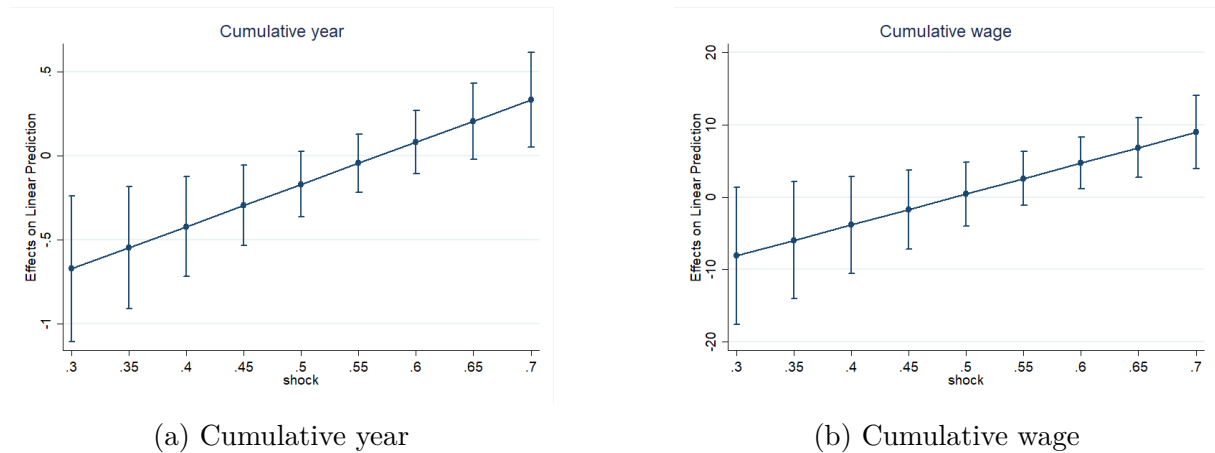 Cumulative year
Effects on Linear Prediction
.5
0
-.5
-1
.3 .35 .4 .45 .5 .55 .6 .65 .7
shock
(a) Cumulative year
Cumulative wage
Effects on Linear Prediction
20
10
0
-10
-20
.3 .35 .4 .45 .5 .55 .6 .65 .7
shock
(b) Cumulative wage